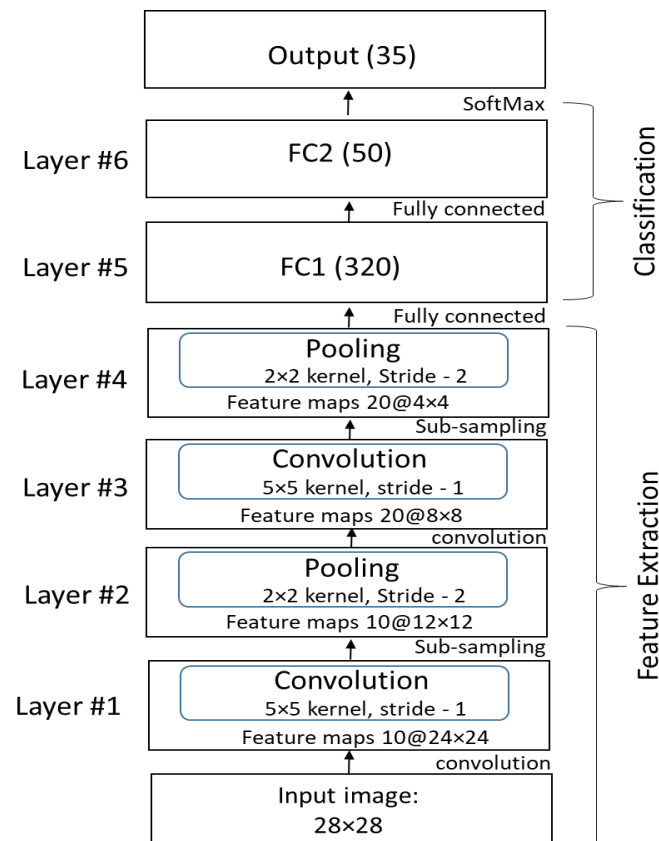 Output (35)
SoftMax
Layer #6
FC2 (50)
Fully connected
Classification
Layer #5
FC1 (320)
Fully connected
Layer #4
Pooling
2×2 kernel, Stride - 2
Feature maps 20@4×4
Sub-sampling
Layer #3
Convolution
5×5 kernel, stride - 1
Feature maps 20@8×8
convolution
Layer #2
Pooling
2×2 kernel, Stride - 2
Feature maps 10@12×12
Sub-sampling
Feature Extraction
Layer #1
Convolution
5×5 kernel, stride - 1
Feature maps 10@24×24
convolution
Input image:
28×28